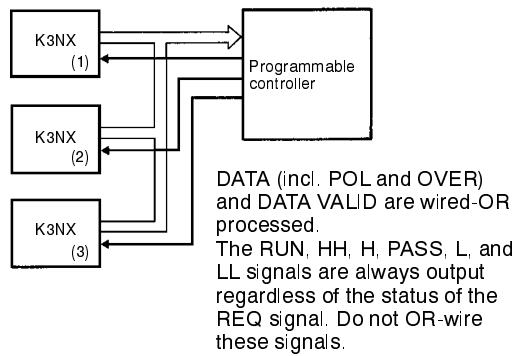 K3NX
(1)
Programmable
controller
K3NX
(2)
K3NX
(3)
DATA (incl. POL and OVER)
and DATA VALID are wired-OR
processed.
The RUN, HH, H, PASS, L, and
LL signals are always output
regardless of the status of the
REQ signal. Do not OR-wire
these signals.